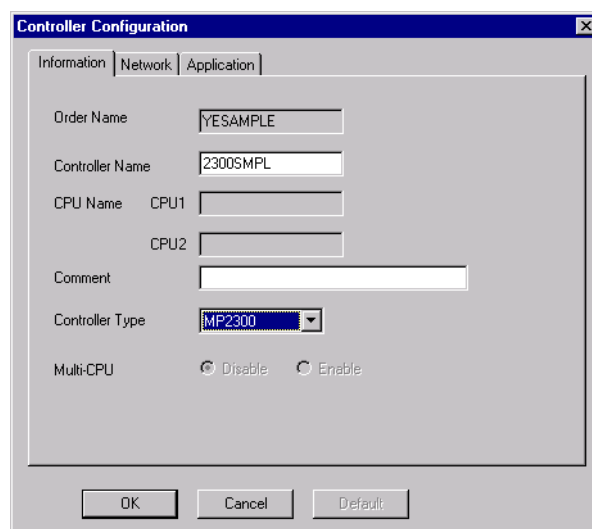 Controller Configuration
Information Network Application
Order Name YESAMPLE
Controller Name 2300SMPL
CPU Name CPU1
CPU2
Comment
Controller Type MP2300
Multi-CPU Disable Enable
OK Cancel Default